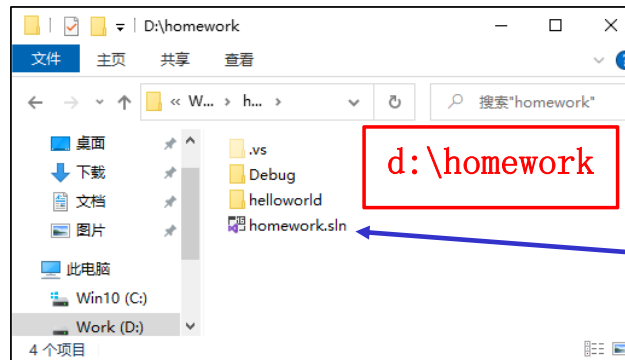 D:\homework
文件 主页 共享 查看
« W... › h... › 搜索"homework"
桌面
下载
文档
图片
此电脑
Win10 (C:)
Work (D:)
.vs
Debug
helloworld
homework.sln
d:\homework
4 个项目